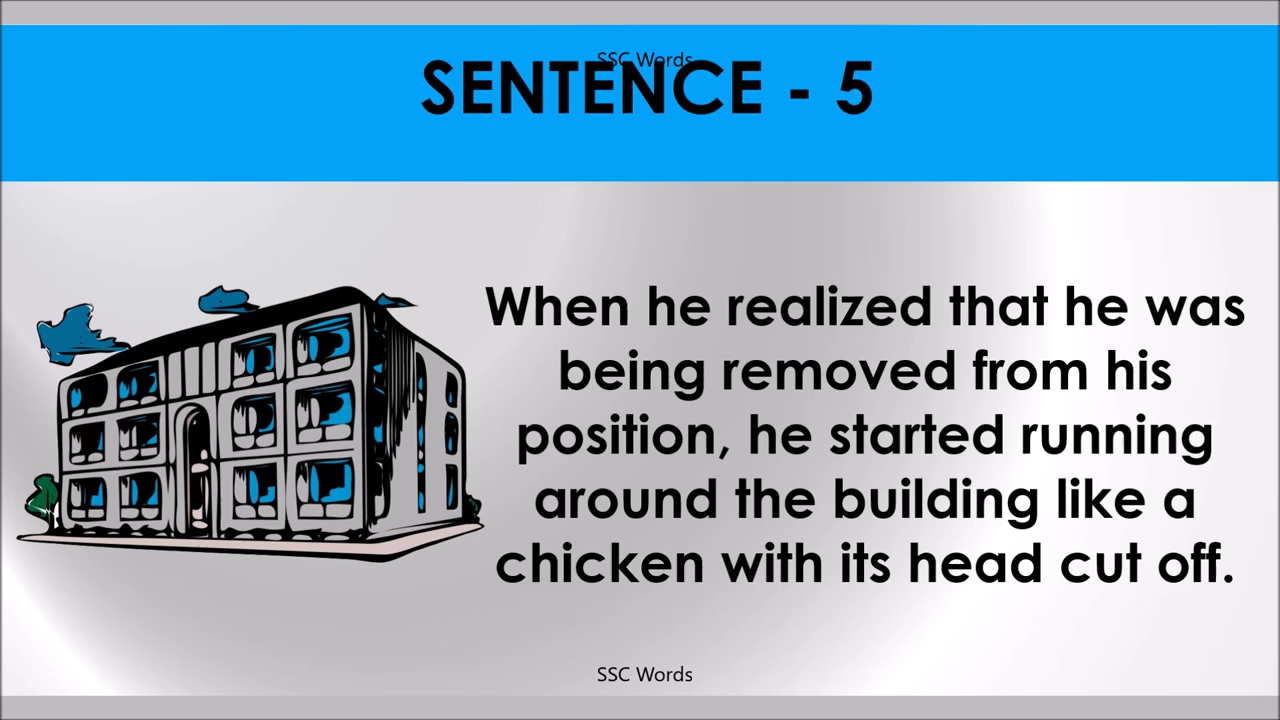 SSC Words
SENTENCE - 5
When he realized that he was
being removed from his
position, he started running
around the building like a
chicken with its head cut off.
SSC Words